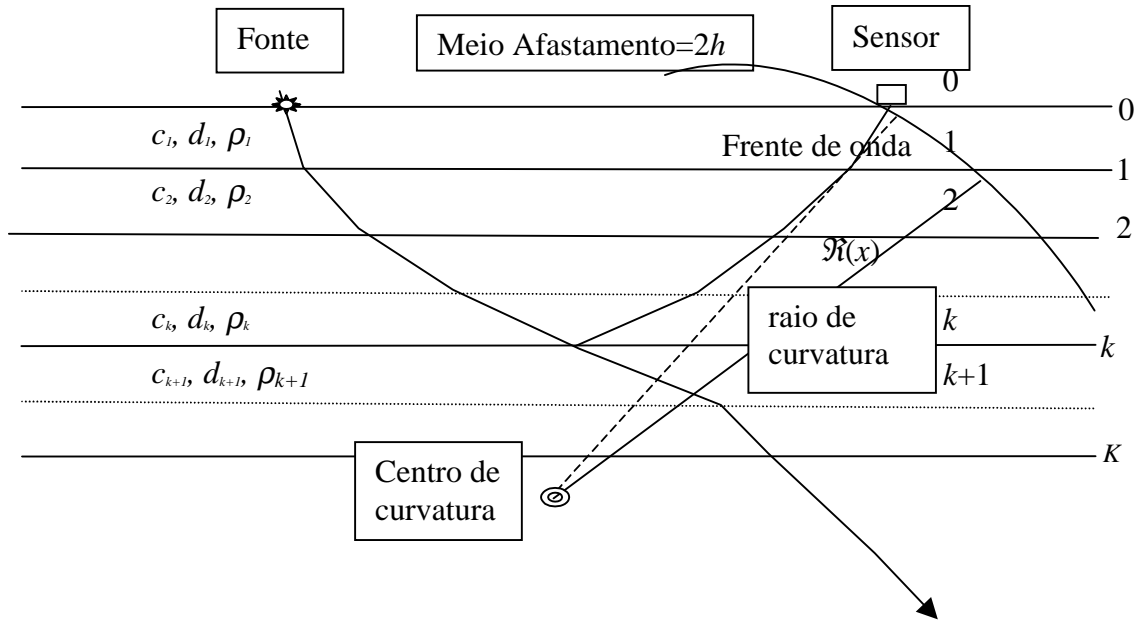 Fonte
Meio Afastamento=2h
Sensor
0
0
c₁, d₁, ρ₁
Frente de onda
1
1
c₂, d₂, ρ₂
2
2
ℜ(x)
cₖ, dₖ, ρₖ
raio de
curvatura
k
k
cₖ₊₁, dₖ₊₁, ρk+1
k+1
K
Centro de
curvatura